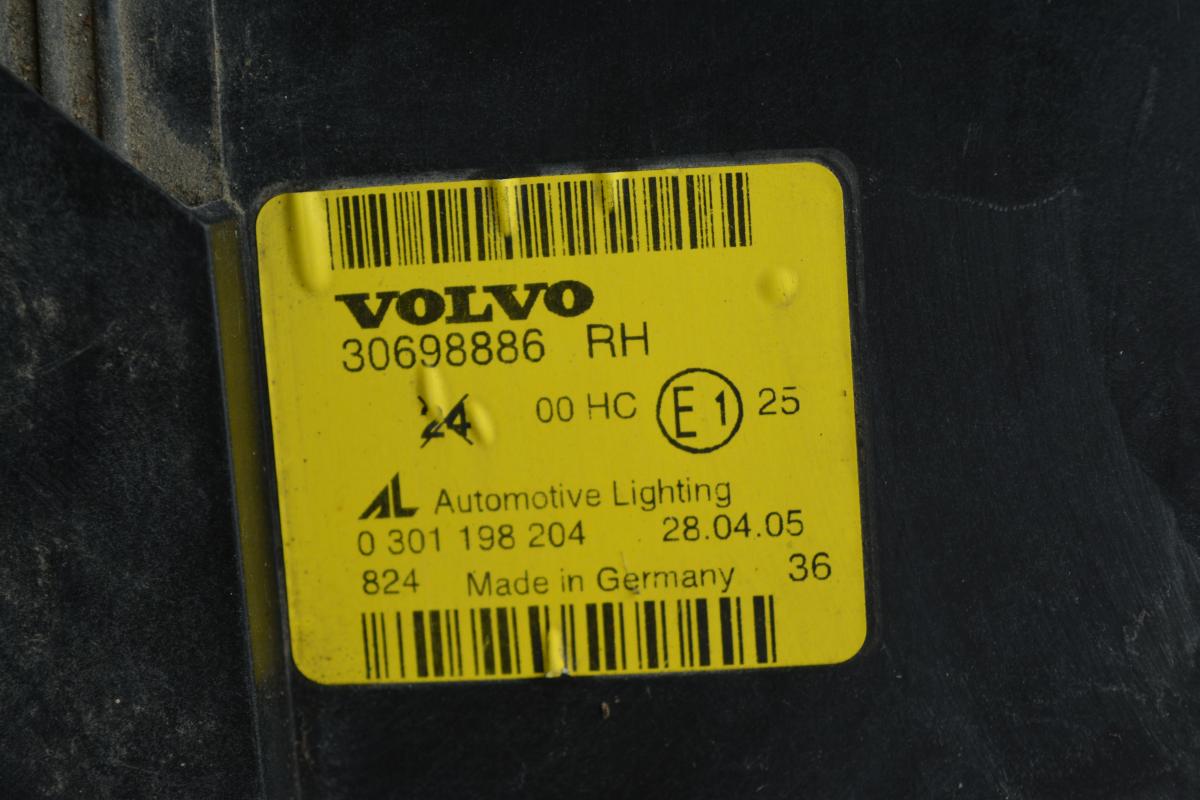 VOLVO
30698886 RH
24 00 HC E1 25
AL Automotive Lighting
0 301 198 204 28.04.05
824 Made in Germany 36